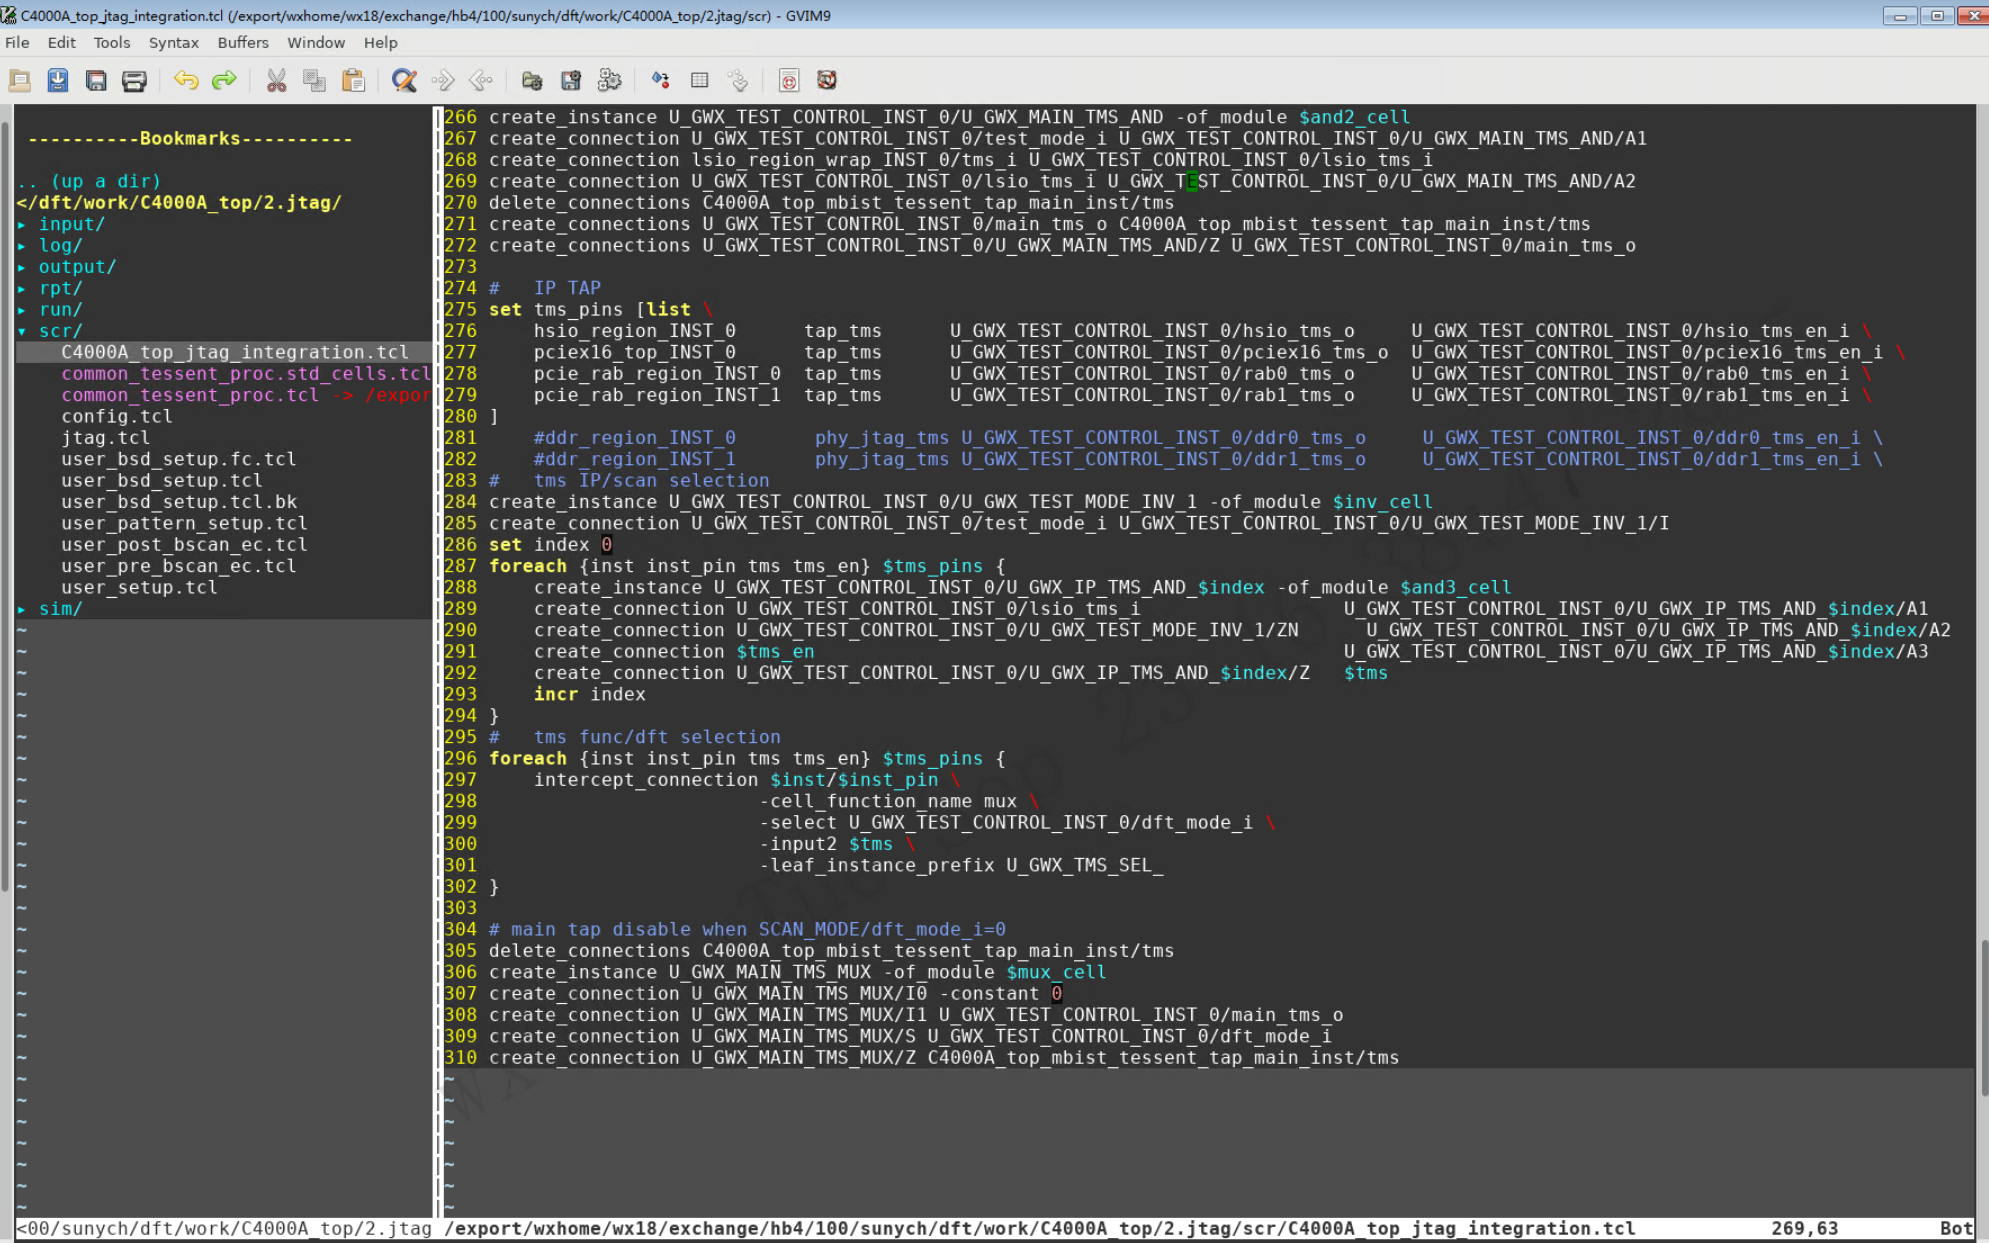 C4000A_top_jtag_integration.tcl (/export/wxhome/wx18/exchange/hb4/100/sunych/dft/work/C4000A_top/2.jtag/scr) - GVIM9
File Edit Tools Syntax Buffers Window Help
----------Bookmarks----------
.. (up a dir)
</dft/work/C4000A_top/2.jtag/
▸ input/
▸ log/
▸ output/
▸ rpt/
▸ run/
▾ scr/
C4000A_top_jtag_integration.tcl
common_tessent_proc.std_cells.tcl
common_tessent_proc.tcl -> /expor
config.tcl
jtag.tcl
user_bsd_setup.fc.tcl
user_bsd_setup.tcl
user_bsd_setup.tcl.bk
user_pattern_setup.tcl
user_post_bscan_ec.tcl
user_pre_bscan_ec.tcl
user_setup.tcl
▸ sim/
266 create_instance U_GWX_TEST_CONTROL_INST_0/U_GWX_MAIN_TMS_AND -of_module $and2_cell
267 create_connection U_GWX_TEST_CONTROL_INST_0/test_mode_i U_GWX_TEST_CONTROL_INST_0/U_GWX_MAIN_TMS_AND/A1
268 create_connection lsio_region_wrap_INST_0/tms_i U_GWX_TEST_CONTROL_INST_0/lsio_tms_i
269 create_connection U_GWX_TEST_CONTROL_INST_0/lsio_tms_i U_GWX_TEST_CONTROL_INST_0/U_GWX_MAIN_TMS_AND/A2
270 delete_connections C4000A_top_mbist_tessent_tap_main_inst/tms
271 create_connections U_GWX_TEST_CONTROL_INST_0/main_tms_o C4000A_top_mbist_tessent_tap_main_inst/tms
272 create_connections U_GWX_TEST_CONTROL_INST_0/U_GWX_MAIN_TMS_AND/Z U_GWX_TEST_CONTROL_INST_0/main_tms_o
273
274 # IP TAP
275 set tms_pins [list \
276 hsio_region_INST_0 tap_tms U_GWX_TEST_CONTROL_INST_0/hsio_tms_o U_GWX_TEST_CONTROL_INST_0/hsio_tms_en_i \
277 pciex16_top_INST_0 tap_tms U_GWX_TEST_CONTROL_INST_0/pciex16_tms_o U_GWX_TEST_CONTROL_INST_0/pciex16_tms_en_i \
278 pcie_rab_region_INST_0 tap_tms U_GWX_TEST_CONTROL_INST_0/rab0_tms_o U_GWX_TEST_CONTROL_INST_0/rab0_tms_en_i \
279 pcie_rab_region_INST_1 tap_tms U_GWX_TEST_CONTROL_INST_0/rab1_tms_o U_GWX_TEST_CONTROL_INST_0/rab1_tms_en_i \
280 ]
281 #ddr_region_INST_0 phy_jtag_tms U_GWX_TEST_CONTROL_INST_0/ddr0_tms_o U_GWX_TEST_CONTROL_INST_0/ddr0_tms_en_i \
282 #ddr_region_INST_1 phy_jtag_tms U_GWX_TEST_CONTROL_INST_0/ddr1_tms_o U_GWX_TEST_CONTROL_INST_0/ddr1_tms_en_i \
283 # tms IP/scan selection
284 create_instance U_GWX_TEST_CONTROL_INST_0/U_GWX_TEST_MODE_INV_1 -of_module $inv_cell
285 create_connection U_GWX_TEST_CONTROL_INST_0/test_mode_i U_GWX_TEST_CONTROL_INST_0/U_GWX_TEST_MODE_INV_1/I
286 set index 0
287 foreach {inst inst_pin tms tms_en} $tms_pins {
288 create_instance U_GWX_TEST_CONTROL_INST_0/U_GWX_IP_TMS_AND_$index -of_module $and3_cell
289 create_connection U_GWX_TEST_CONTROL_INST_0/lsio_tms_i U_GWX_TEST_CONTROL_INST_0/U_GWX_IP_TMS_AND_$index/A1
290 create_connection U_GWX_TEST_CONTROL_INST_0/U_GWX_TEST_MODE_INV_1/ZN U_GWX_TEST_CONTROL_INST_0/U_GWX_IP_TMS_AND_$index/A2
291 create_connection $tms_en U_GWX_TEST_CONTROL_INST_0/U_GWX_IP_TMS_AND_$index/A3
292 create_connection U_GWX_TEST_CONTROL_INST_0/U_GWX_IP_TMS_AND_$index/Z $tms
293 incr index
294 }
295 # tms func/dft selection
296 foreach {inst inst_pin tms tms_en} $tms_pins {
297 intercept_connection $inst/$inst_pin \
298 -cell_function_name mux \
299 -select U_GWX_TEST_CONTROL_INST_0/dft_mode_i \
300 -input2 $tms \
301 -leaf_instance_prefix U_GWX_TMS_SEL_
302 }
303
304 # main tap disable when SCAN_MODE/dft_mode_i=0
305 delete_connections C4000A_top_mbist_tessent_tap_main_inst/tms
306 create_instance U_GWX_MAIN_TMS_MUX -of_module $mux_cell
307 create_connection U_GWX_MAIN_TMS_MUX/I0 -constant 0
308 create_connection U_GWX_MAIN_TMS_MUX/I1 U_GWX_TEST_CONTROL_INST_0/main_tms_o
309 create_connection U_GWX_MAIN_TMS_MUX/S U_GWX_TEST_CONTROL_INST_0/dft_mode_i
310 create_connection U_GWX_MAIN_TMS_MUX/Z C4000A_top_mbist_tessent_tap_main_inst/tms
<00/sunych/dft/work/C4000A_top/2.jtag /export/wxhome/wx18/exchange/hb4/100/sunych/dft/work/C4000A_top/2.jtag/scr/C4000A_top_jtag_integration.tcl 269,63 Bot